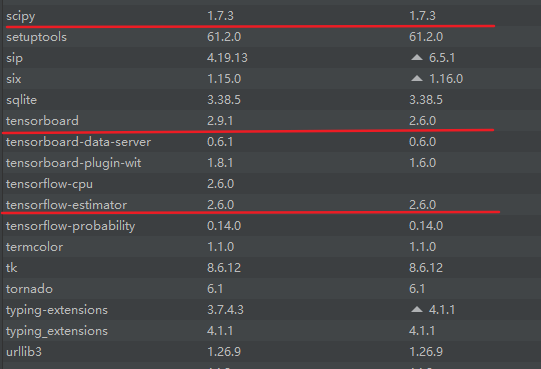 scipy 1.7.3 1.7.3
setuptools 61.2.0 61.2.0
sip 4.19.13 6.5.1
six 1.15.0 1.16.0
sqlite 3.38.5 3.38.5
tensorboard 2.9.1 2.6.0
tensorboard-data-server 0.6.1 0.6.0
tensorboard-plugin-wit 1.8.1 1.6.0
tensorflow-cpu 2.6.0
tensorflow-estimator 2.6.0 2.6.0
tensorflow-probability 0.14.0 0.14.0
termcolor 1.1.0 1.1.0
tk 8.6.12 8.6.12
tornado 6.1 6.1
typing-extensions 3.7.4.3 4.1.1
typing_extensions 4.1.1 4.1.1
urllib3 1.26.9 1.26.9